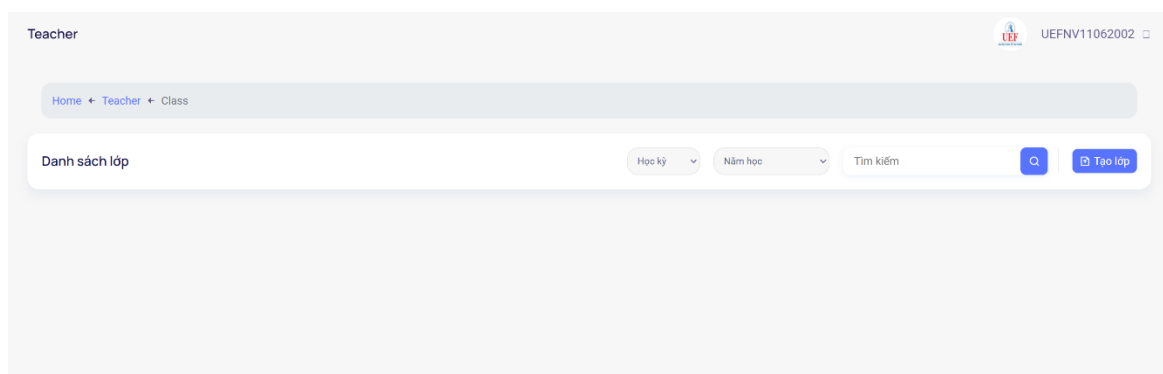 Teacher
UEF
UEFNV11062002
Home Teacher Class
Danh sách lớp
Học kỳ
Năm học
Tìm kiếm
Tạo lớp